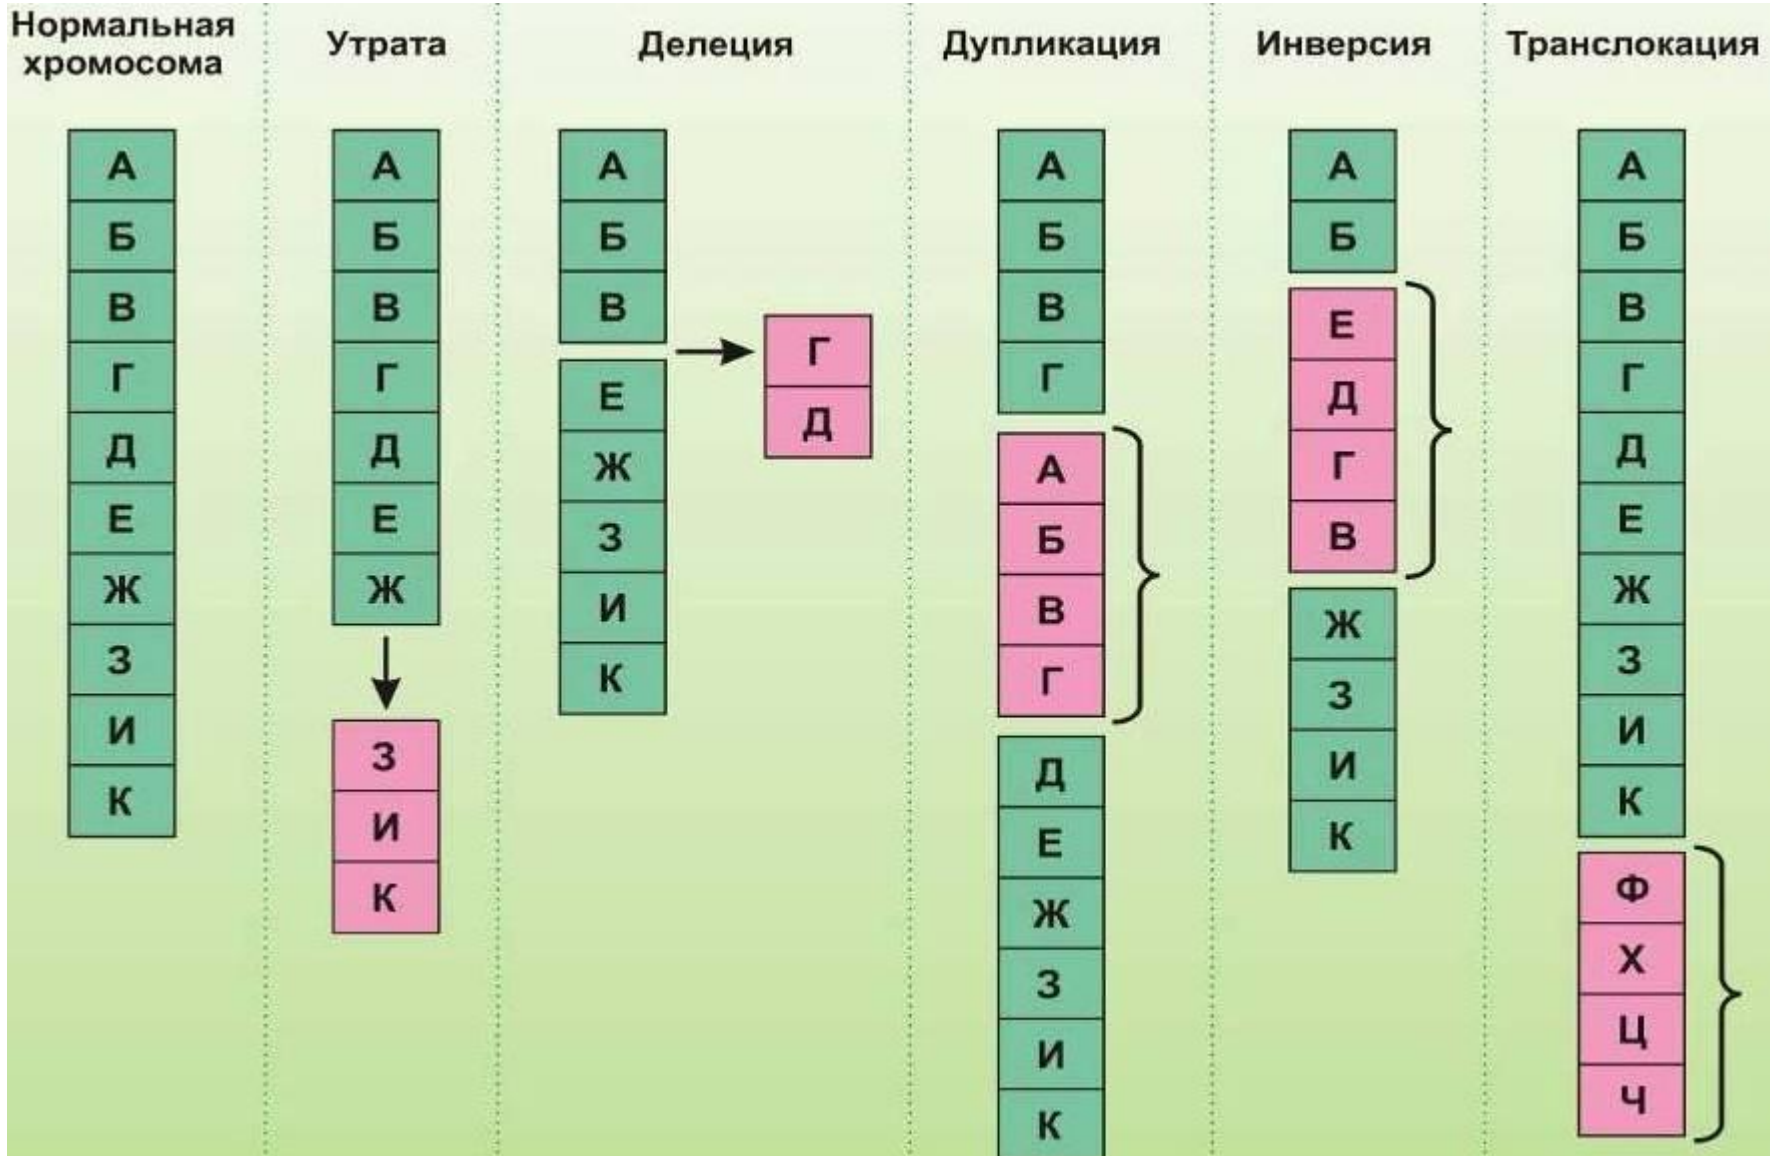 Нормальная
хромосома
А
Б
В
Г
Д
Е
Ж
З
И
К
Утрата
А
Б
В
Г
Д
Е
Ж
З
И
К
Делеция
А
Б
В
Е
Ж
З
И
К
Г
Д
Дупликация
А
Б
В
Г
А
Б
В
Г
Д
Е
Ж
З
И
К
Инверсия
А
Б
Е
Д
Г
В
Ж
З
И
К
Транслокация
А
Б
В
Г
Д
Е
Ж
З
И
К
Ф
Х
Ц
Ч